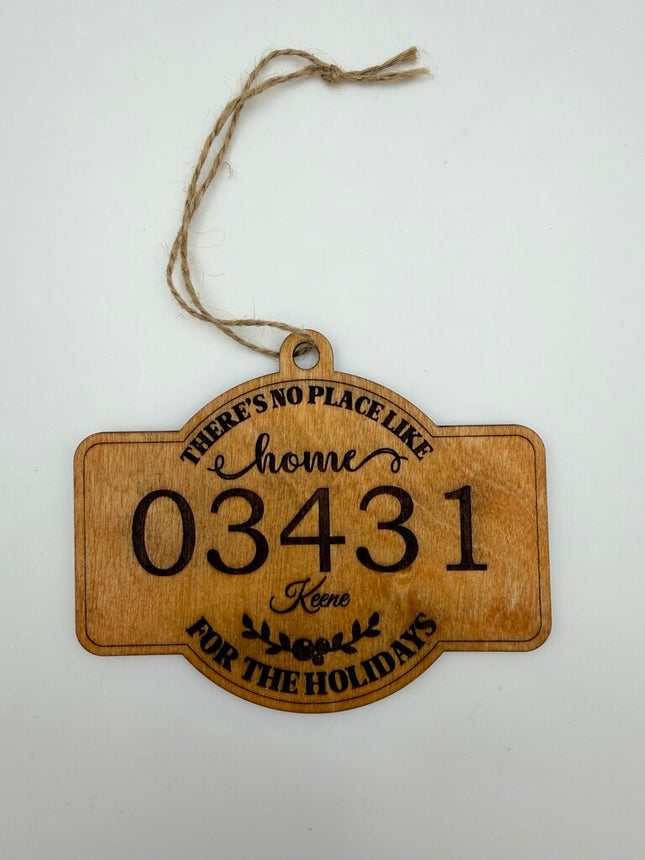 THERE'S NO PLACE LIKE
home
03431
Keene
FOR THE HOLIDAYS